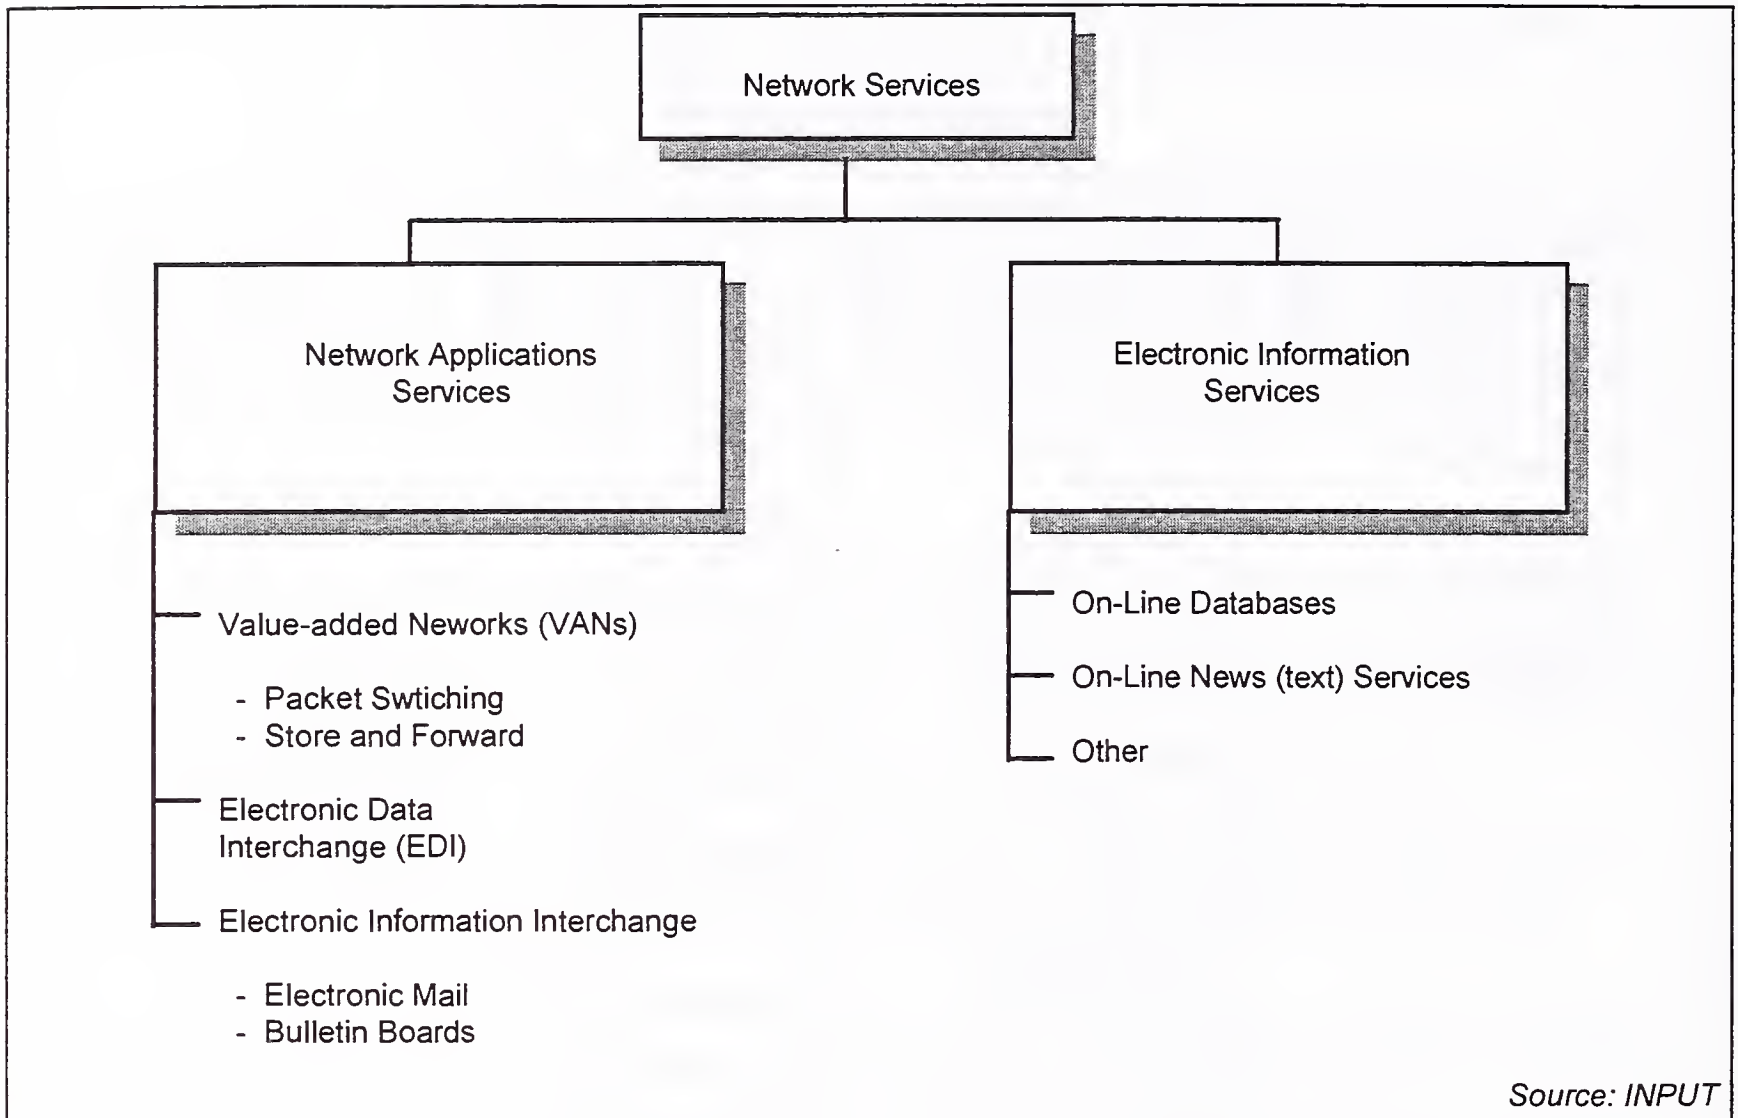 Network Services
Network Applications
Services
Value-added Neworks (VANs)
- Packet Swtiching
- Store and Forward
Electronic Data
Interchange (EDI)
Electronic Information Interchange
- Electronic Mail
- Bulletin Boards
Electronic Information
Services
On-Line Databases
On-Line News (text) Services
Other
Source: INPUT